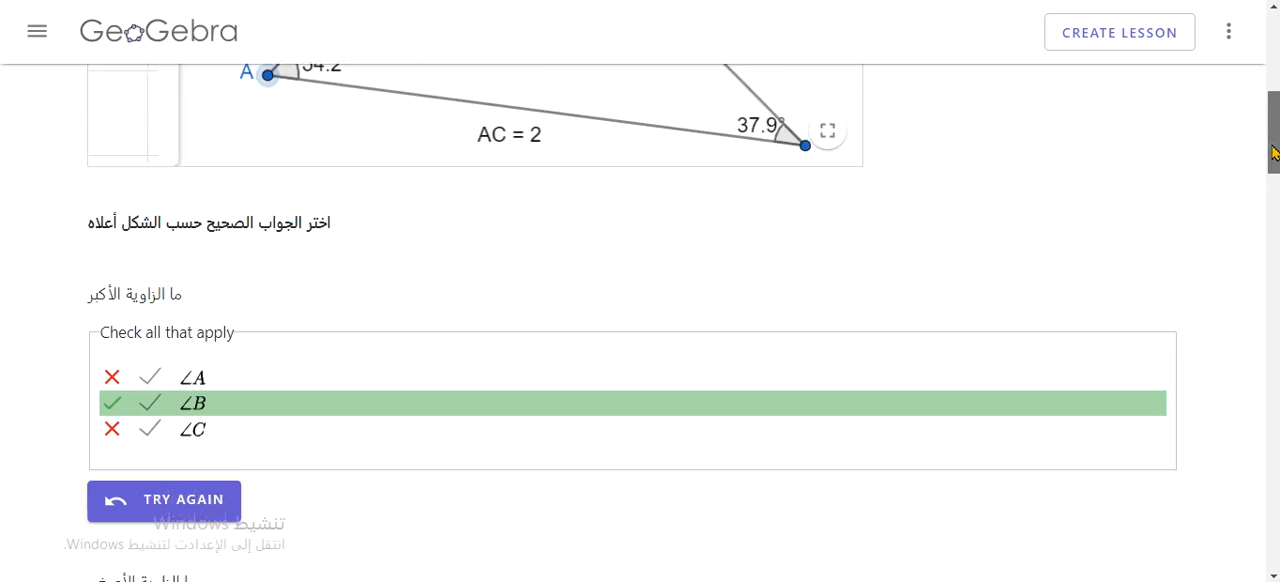 GeoGebra
CREATE LESSON
A
37.9°
AC = 2
اختر الجواب الصحيح حسب الشكل أعلاه
ما الزاوية الأكبر
Check all that apply
∠A
∠B
∠C
TRY AGAIN
تنشيط Windows
انتقل إلى الإعدادت لتنشيط Windows.